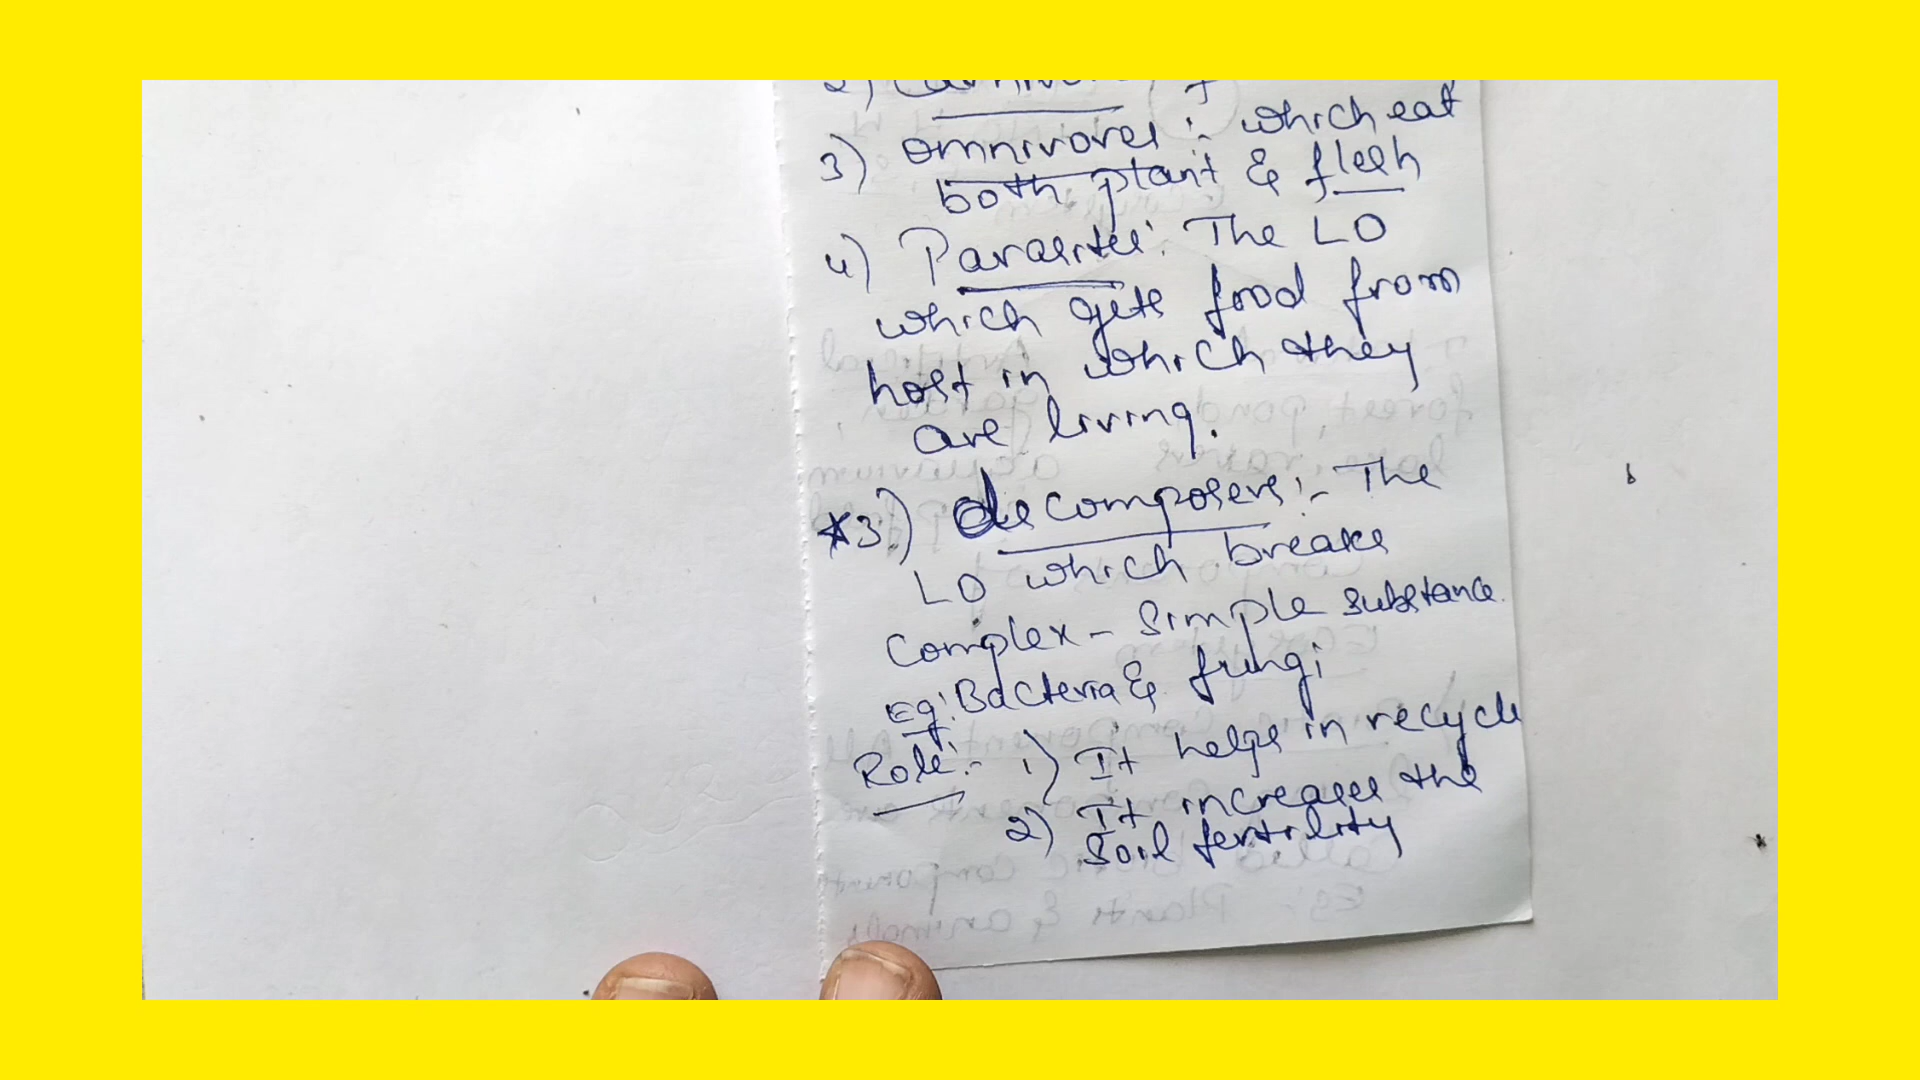 3) omnivores :- which eat
both plant & flesh
4) Parasites: The LO
which gets food from
host in which they
are living.
*3) decomposers:- The
LO which breaks
Complex - Simple substance.
Eg: Bacteria & fungi
Role:- 1) It helps in recycle
2) It increases the
Soil fertility